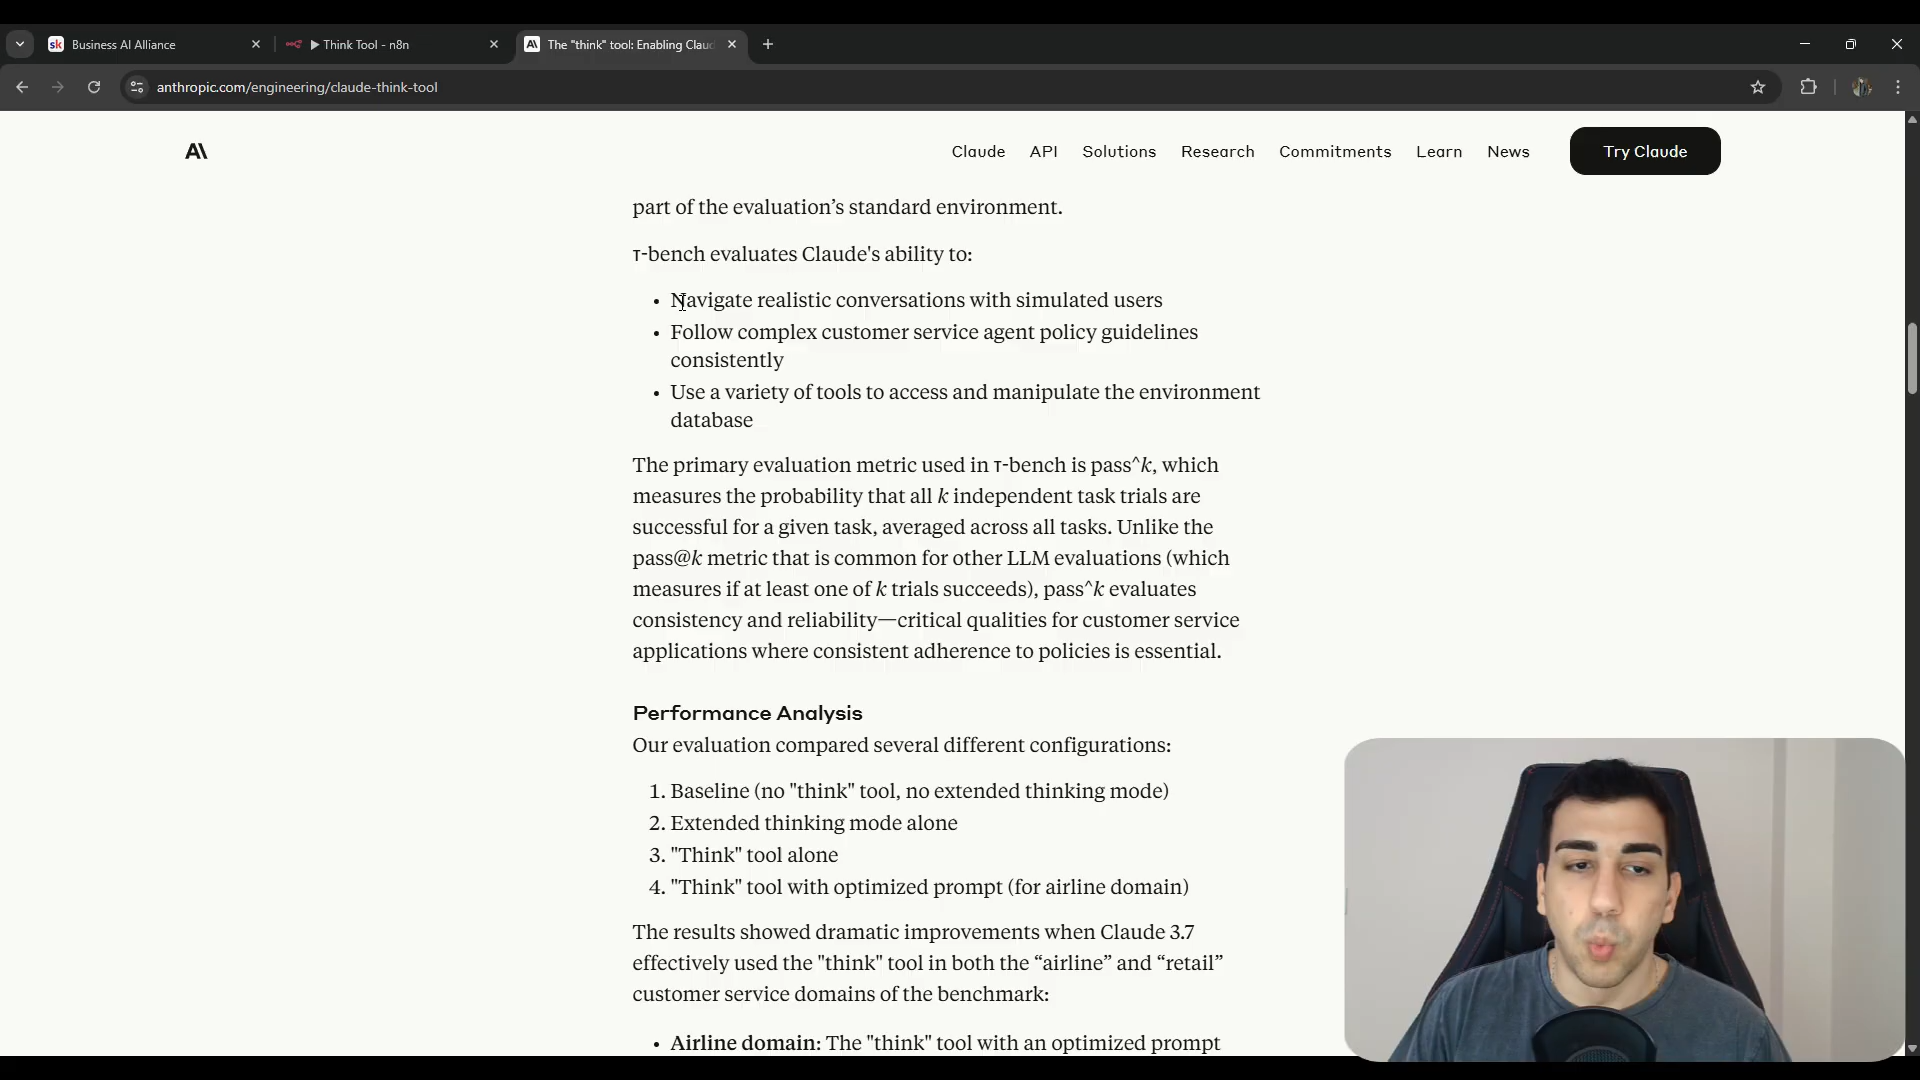 Business AI Alliance
▶ Think Tool - n8n
The "think" tool: Enabling Clau
anthropic.com/engineering/claude-think-tool
Claude API Solutions Research Commitments Learn News Try Claude
part of the evaluation’s standard environment.
τ-bench evaluates Claude's ability to:
• Navigate realistic conversations with simulated users
• Follow complex customer service agent policy guidelines
consistently
• Use a variety of tools to access and manipulate the environment
database
The primary evaluation metric used in τ-bench is pass^k, which
measures the probability that all k independent task trials are
successful for a given task, averaged across all tasks. Unlike the
pass@k metric that is common for other LLM evaluations (which
measures if at least one of k trials succeeds), pass^k evaluates
consistency and reliability—critical qualities for customer service
applications where consistent adherence to policies is essential.
Performance Analysis
Our evaluation compared several different configurations:
1. Baseline (no "think" tool, no extended thinking mode)
2. Extended thinking mode alone
3. "Think" tool alone
4. "Think" tool with optimized prompt (for airline domain)
The results showed dramatic improvements when Claude 3.7
effectively used the "think" tool in both the “airline” and “retail”
customer service domains of the benchmark:
• Airline domain: The "think" tool with an optimized prompt